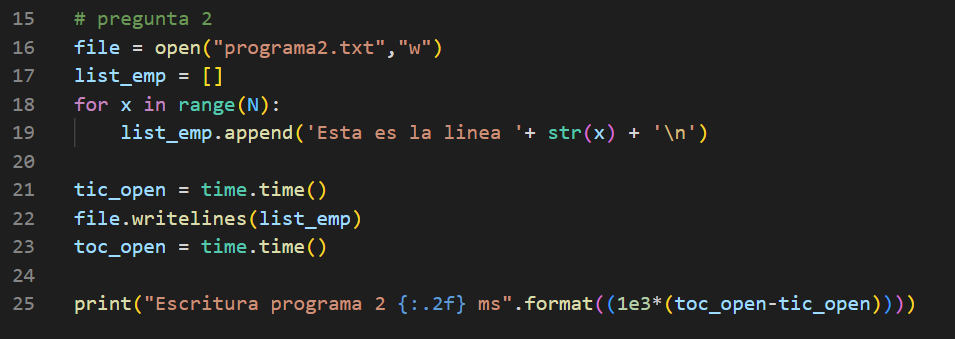 15 # pregunta 2
16 file = open("programa2.txt","w")
17 list_emp = []
18 for x in range(N):
19     list_emp.append('Esta es la linea '+ str(x) + '\n')
20
21 tic_open = time.time()
22 file.writelines(list_emp)
23 toc_open = time.time()
24
25 print("Escritura programa 2 {:.2f} ms".format((1e3*(toc_open-tic_open))))